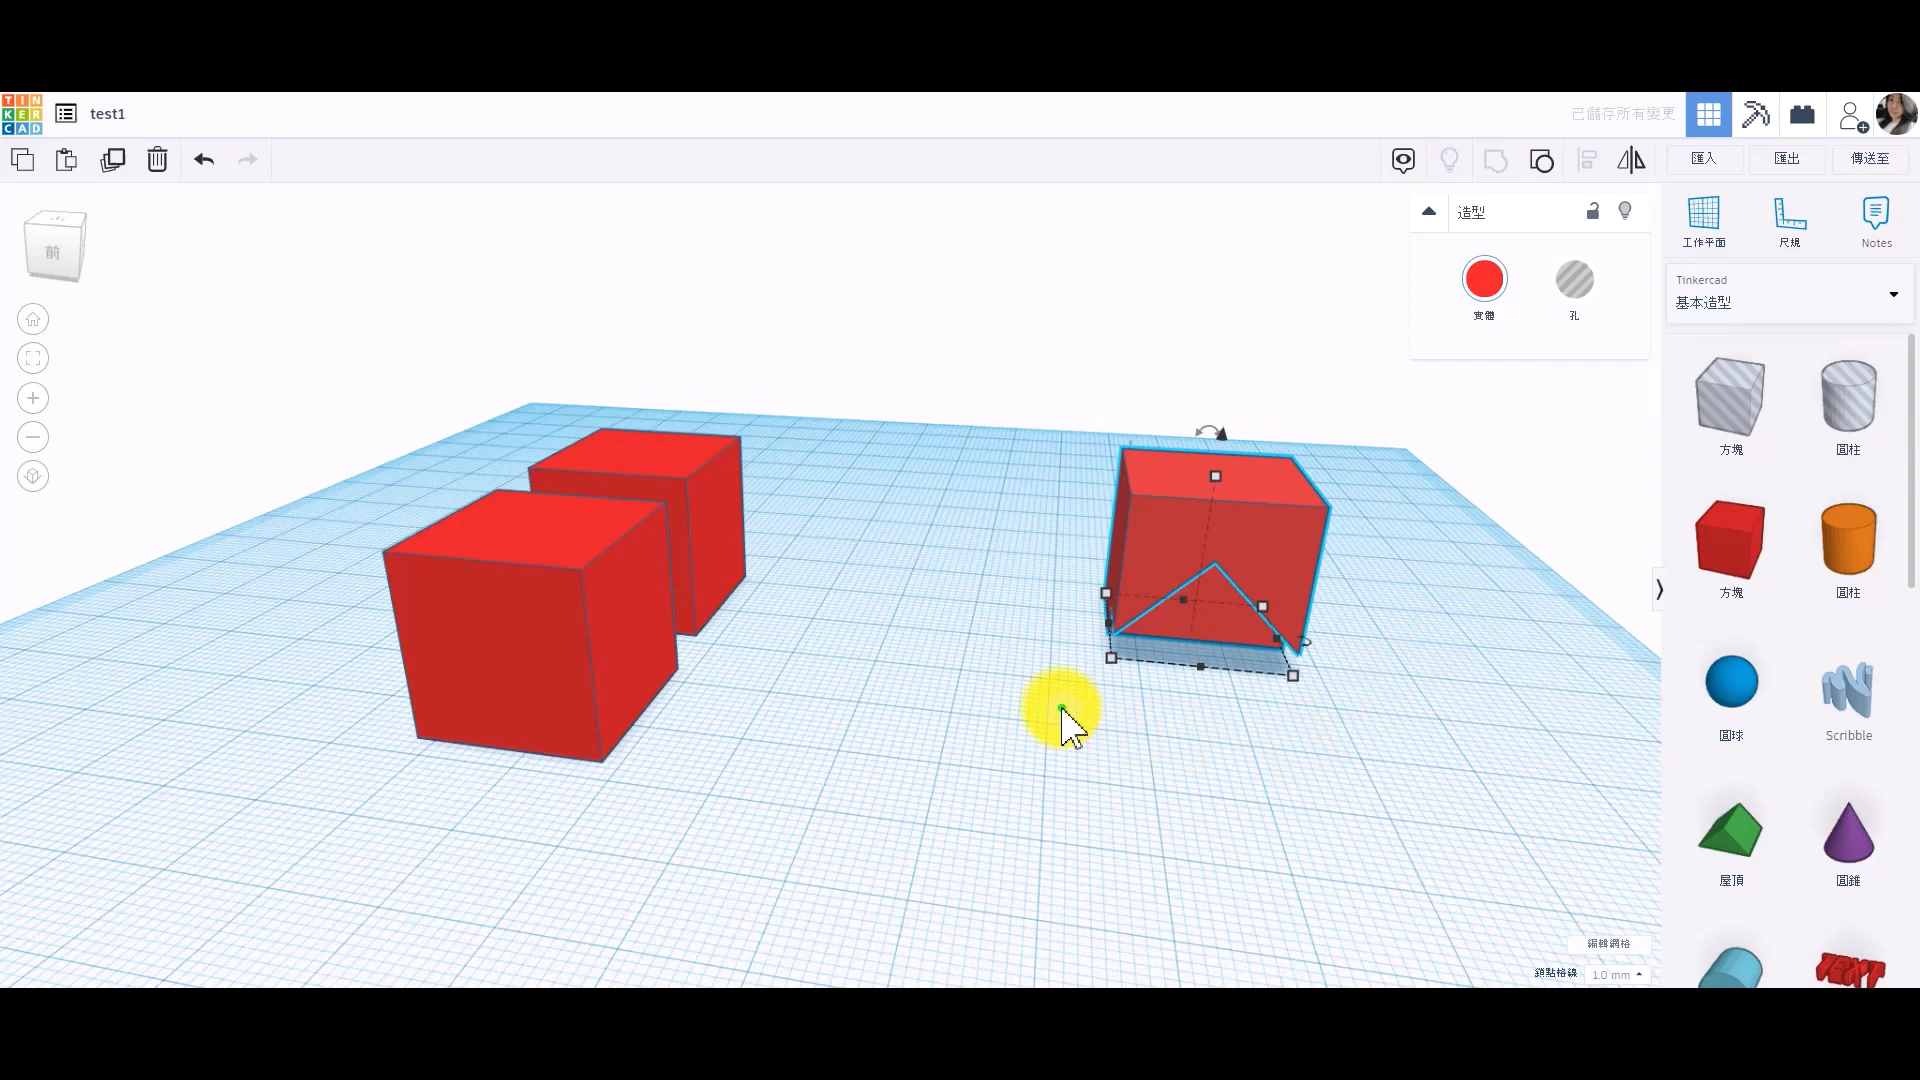 TINKERCAD
test1
已儲存所有變更
匯入
匯出
傳送至
前
造型
實體
孔
工作平面
尺規
Notes
Tinkercad
基本造型
方塊
圓柱
方塊
圓柱
圓球
Scribble
屋頂
圓錐
TEXT
編輯網格
鎖點格線
1.0 mm